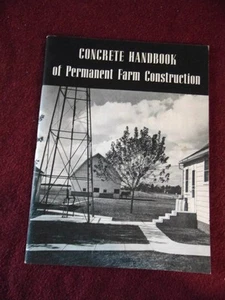 CONCRETE HANDBOOK
of Permanent Farm Construction